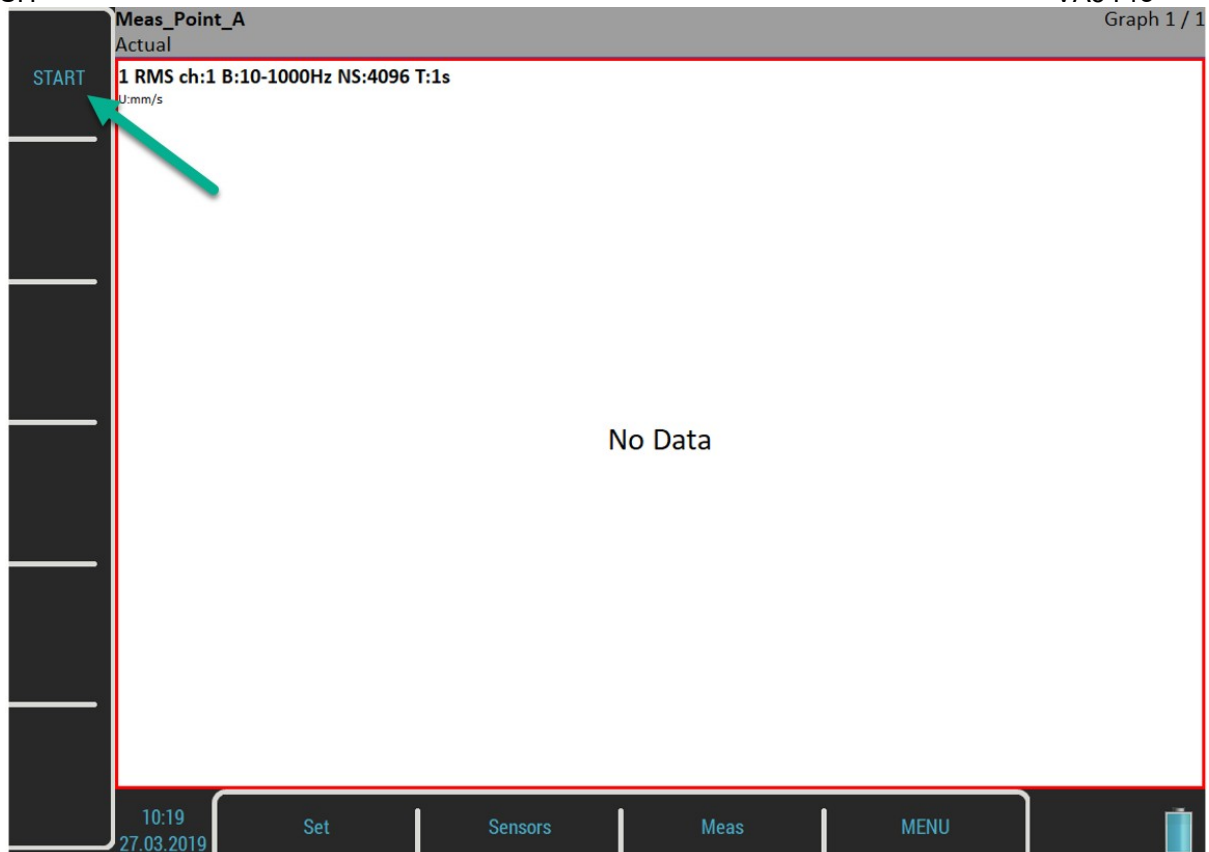 Meas_Point_A
Graph 1 / 1
Actual
START
1 RMS ch:1 B:10-1000Hz NS:4096 T:1s
U:mm/s
No Data
10:19
27.03.2019
Set
Sensors
Meas
MENU